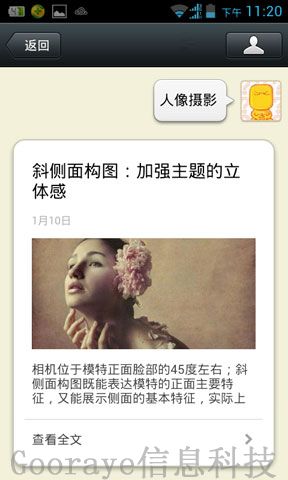 下午 11:20
返回
人像摄影
斜侧面构图：加强主题的立
体感
1月10日
相机位于模特正面脸部的45度左右；斜
侧面构图既能表达模特的正面主要特
征，又能展示侧面的基本特征，实际上
查看全文
Gooraye信息科技